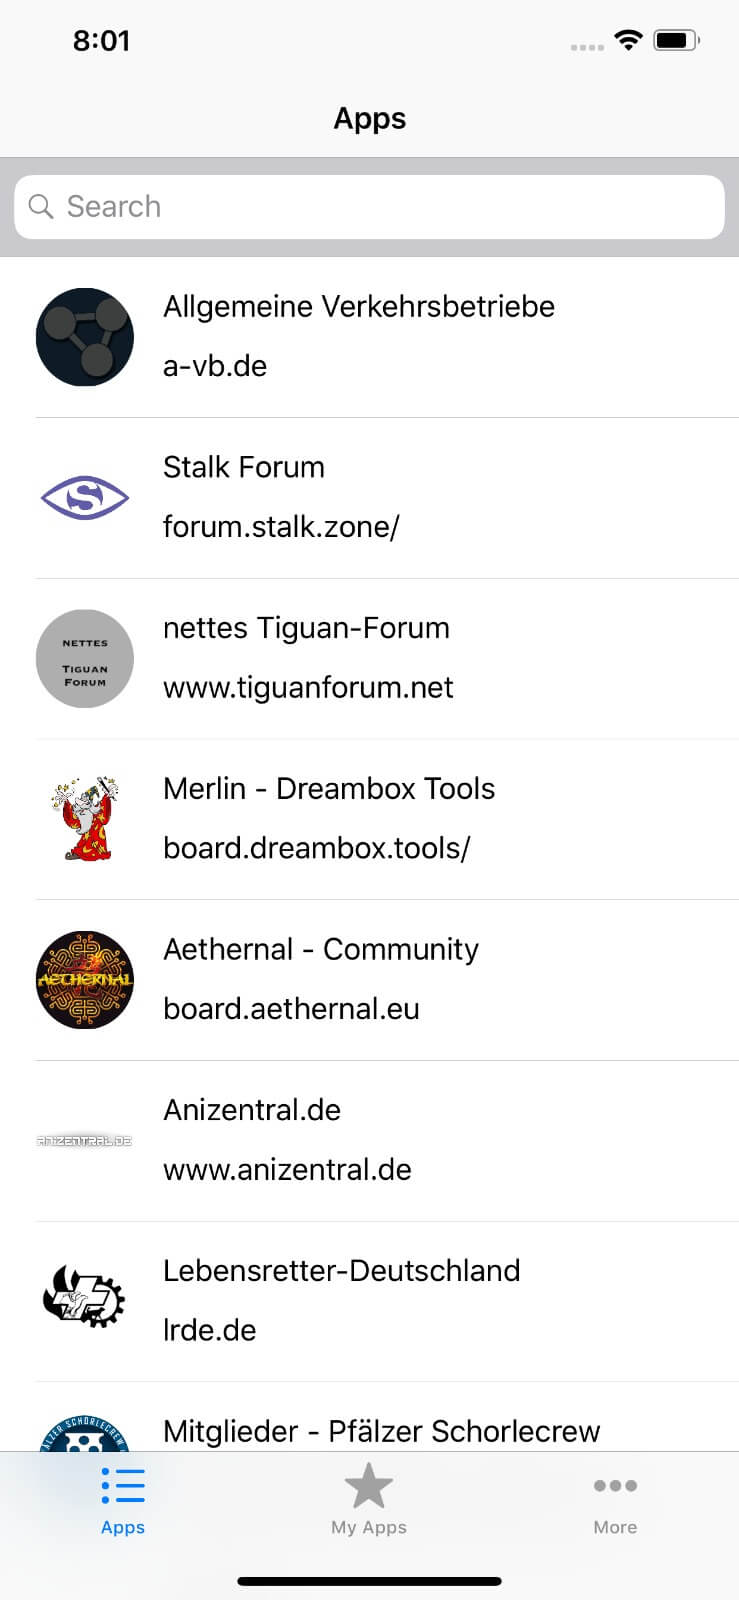 8:01
Apps
Search
Allgemeine Verkehrsbetriebe
a-vb.de
Stalk Forum
forum.stalk.zone/
NETTES
TIGUAN
FORUM
nettes Tiguan-Forum
www.tiguanforum.net
Merlin - Dreambox Tools
board.dreambox.tools/
AETHERNAL
Aethernal - Community
board.aethernal.eu
ANIZENTRAL.DE
Anizentral.de
www.anizentral.de
Lebensretter-Deutschland
lrde.de
Mitglieder - Pfälzer Schorlecrew
Apps
My Apps
More